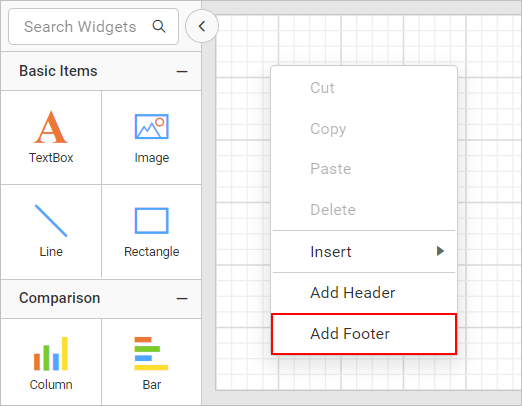 Search Widgets
Basic Items
TextBox
Image
Line
Rectangle
Comparison
Column
Bar
Cut
Copy
Paste
Delete
Insert
Add Header
Add Footer